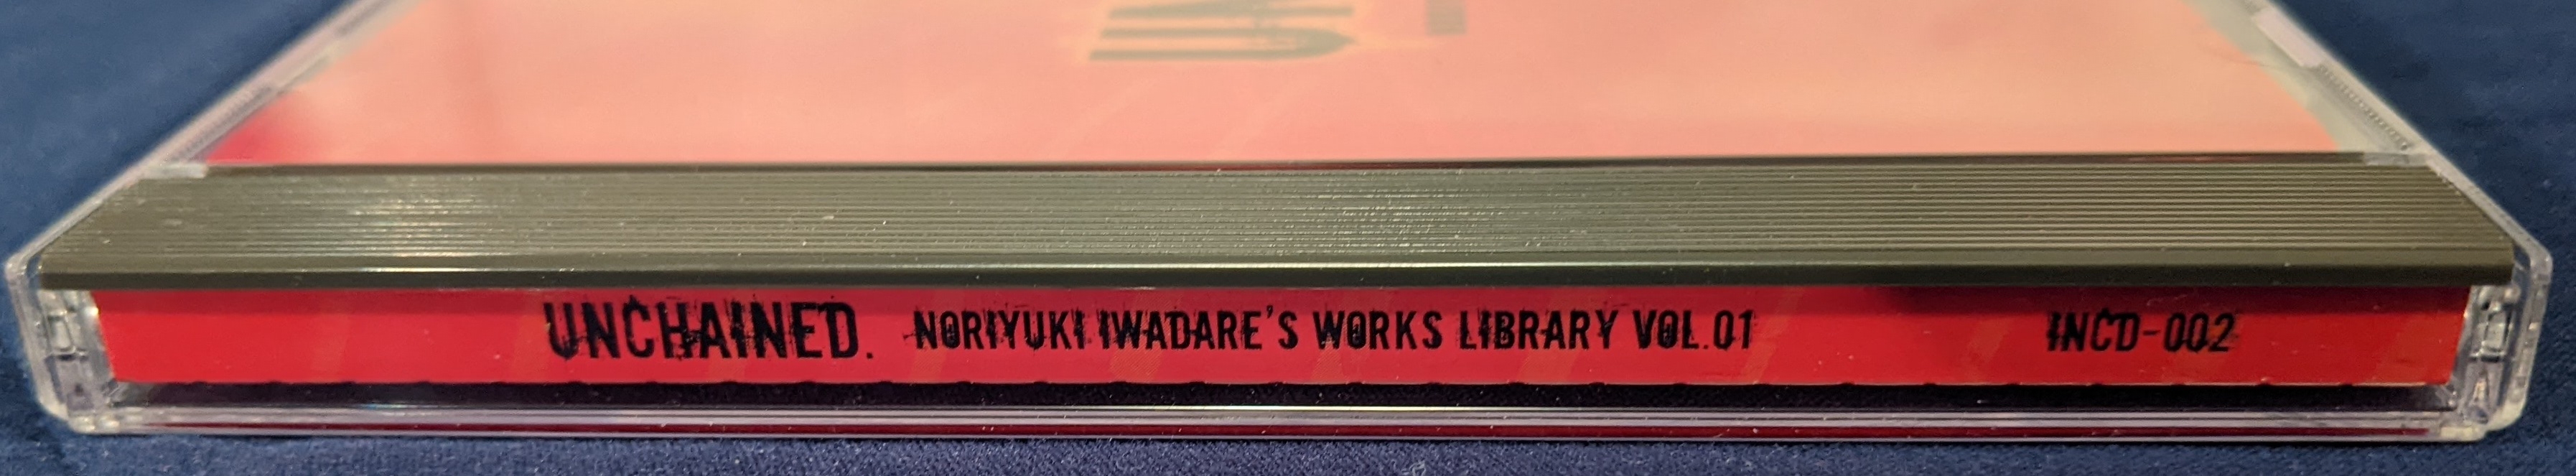 UNCHAINED. NORIYUKI IWADARE'S WORKS LIBRARY VOL.01 INCD-002